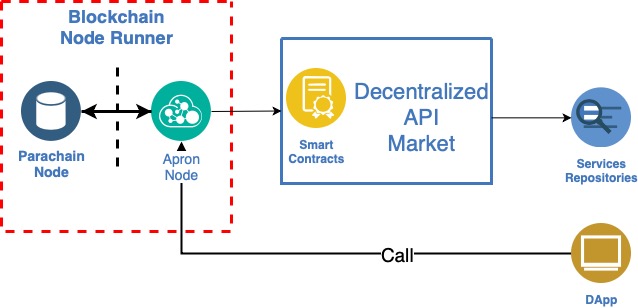 Blockchain
Node Runner
Parachain
Node
Apron
Node
Smart
Contracts
Decentralized
API
Market
Services
Repositories
Call
DApp